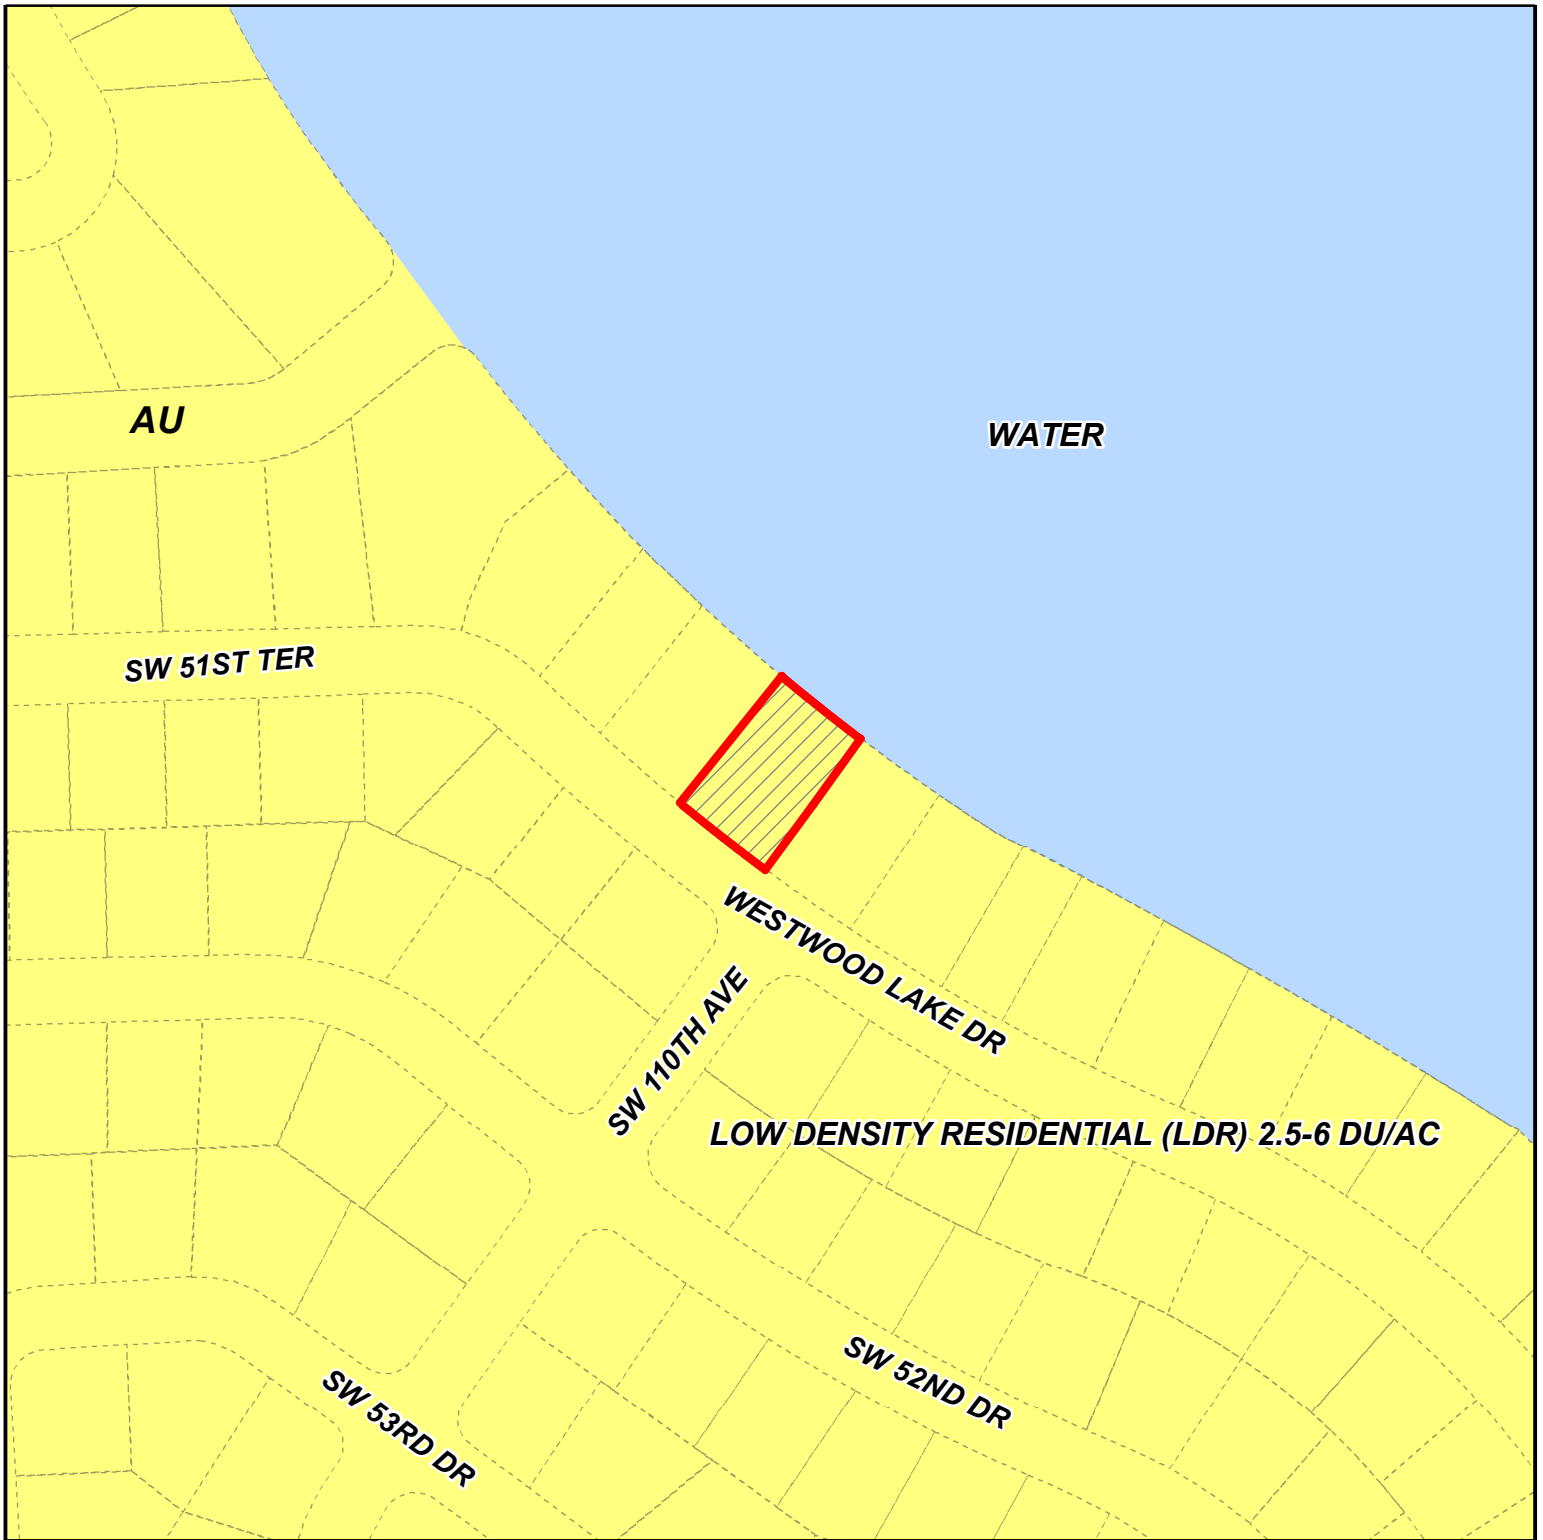 AU
WATER
SW 51ST TER
WESTWOOD LAKE DR
SW 110TH AVE
LOW DENSITY RESIDENTIAL (LDR) 2.5-6 DU/AC
SW 52ND DR
SW 53RD DR